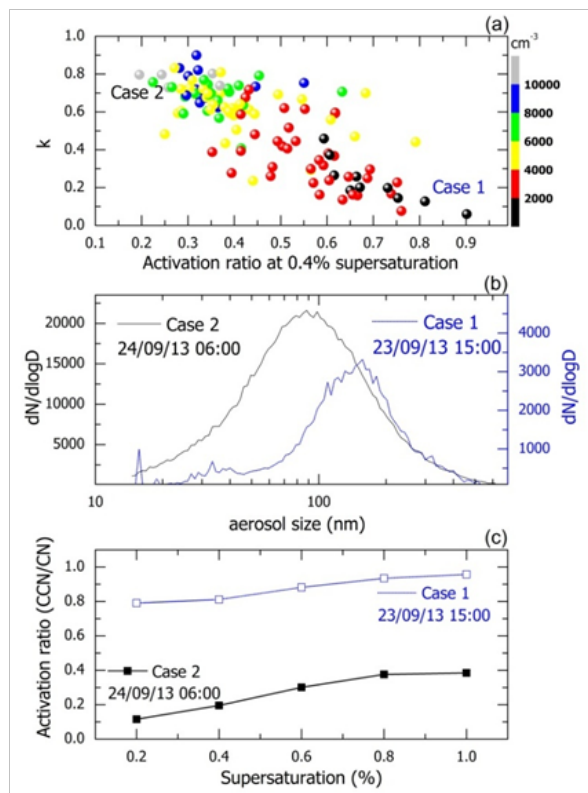 (a)
cm⁻³
1.0
0.8
0.6
0.4
0.2
0.0
k
Case 2
Case 1
10000
8000
6000
4000
2000
0.1 0.2 0.3 0.4 0.5 0.6 0.7 0.8 0.9
Activation ratio at 0.4% supersaturation
(b)
20000
15000
10000
5000
dN/dlogD
Case 2
24/09/13 06:00
Case 1
23/09/13 15:00
4000
3000
2000
1000
0
dN/dlogD
10 100
aerosol size (nm)
(c)
1.0
0.8
0.6
0.4
0.2
0.0
Activation ratio (CCN/CN)
Case 1
23/09/13 15:00
Case 2
24/09/13 06:00
0.2 0.4 0.6 0.8 1.0
Supersaturation (%)